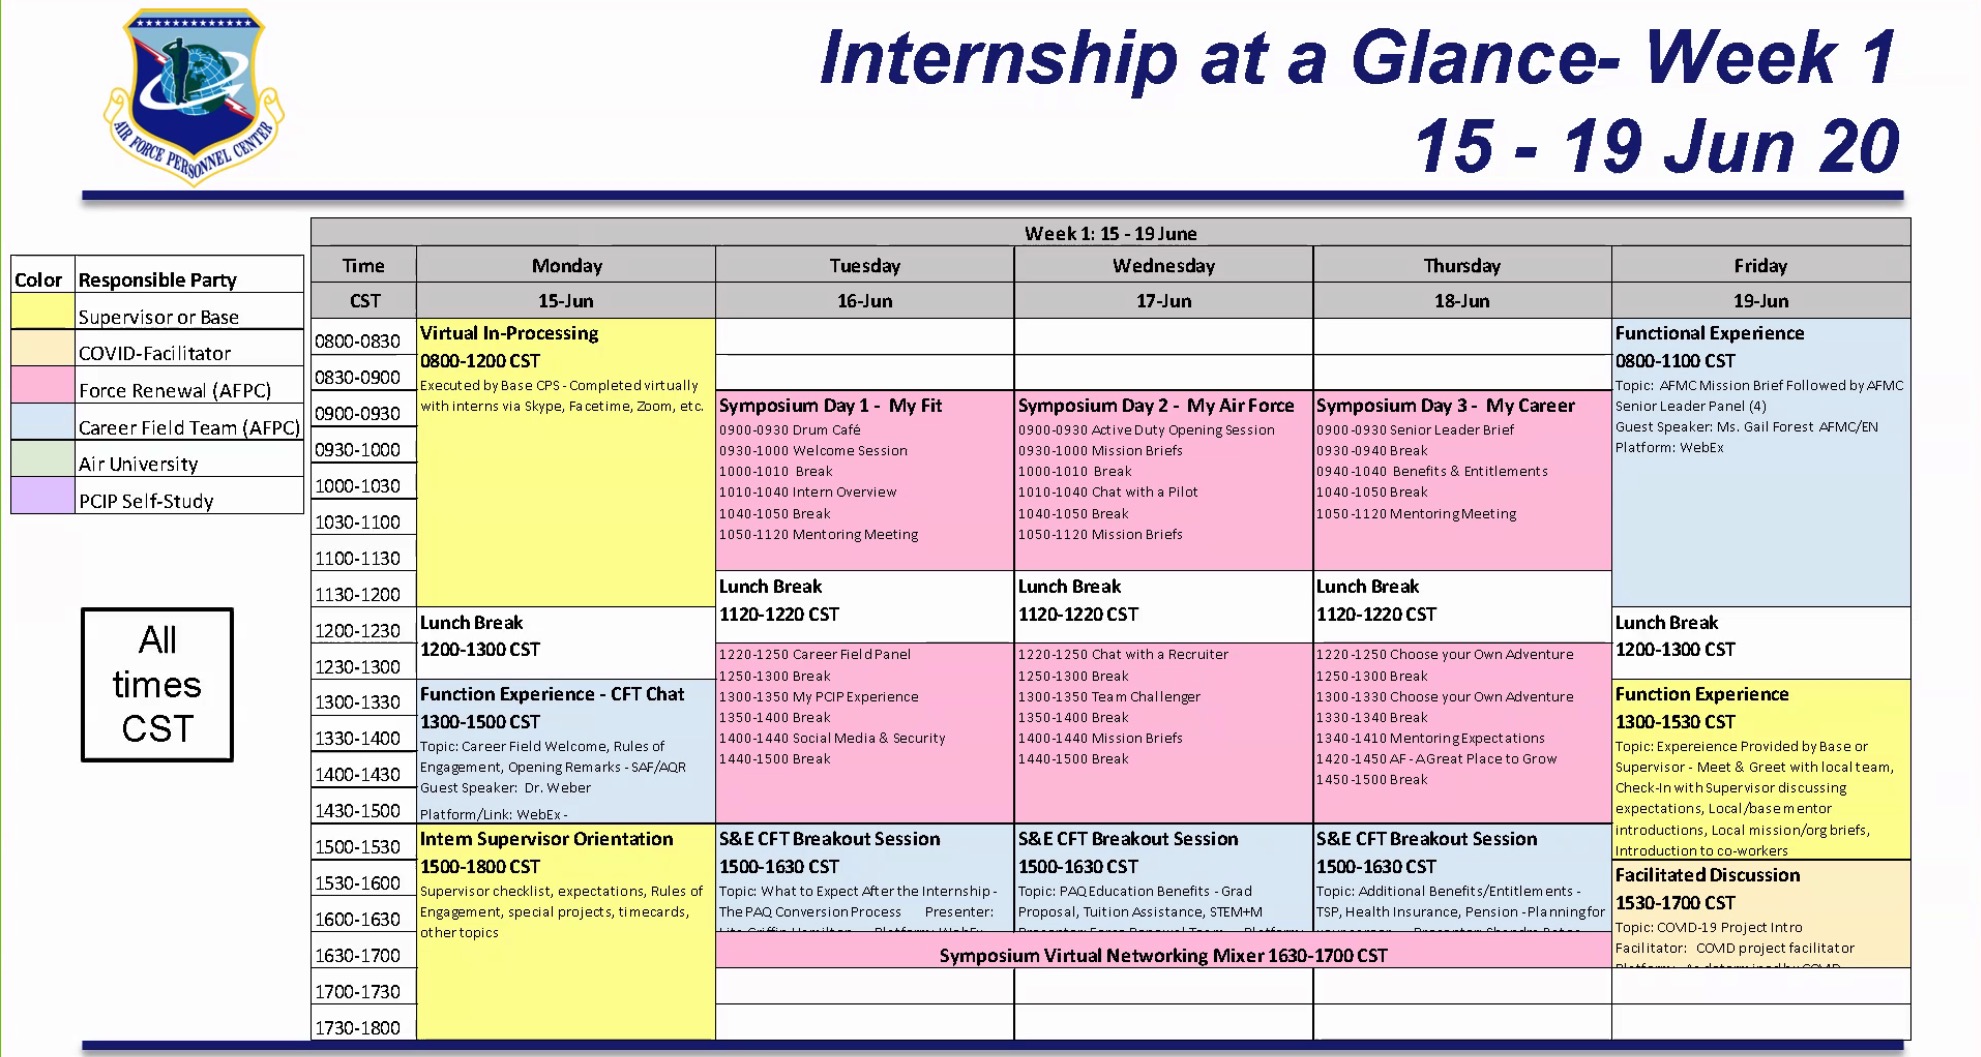 AIR FORCE PERSONNEL CENTER
Internship at a Glance- Week 1
15 - 19 Jun 20
Color Responsible Party
Supervisor or Base
COVID-Facilitator
Force Renewal (AFPC)
Career Field Team (AFPC)
Air University
PCIP Self-Study
All
times
CST
Week 1: 15 - 19 June
Time Monday Tuesday Wednesday Thursday Friday
CST 15-Jun 16-Jun 17-Jun 18-Jun 19-Jun
0800-0830
0830-0900
0900-0930
0930-1000
1000-1030
1030-1100
1100-1130
1130-1200
1200-1230
1230-1300
1300-1330
1330-1400
1400-1430
1430-1500
1500-1530
1530-1600
1600-1630
1630-1700
1700-1730
1730-1800
Virtual In-Processing
0800-1200 CST
Executed by Base CPS - Completed virtually
with interns via Skype, Facetime, Zoom, etc.
Lunch Break
1200-1300 CST
Function Experience - CFT Chat
1300-1500 CST
Topic: Career Field Welcome, Rules of
Engagement, Opening Remarks - SAF/AQR
Guest Speaker: Dr. Weber
Platform/Link: WebEx -
Intern Supervisor Orientation
1500-1800 CST
Supervisor checklist, expectations, Rules of
Engagement, special projects, timecards,
other topics
Symposium Day 1 - My Fit
0900-0930 Drum Café
0930-1000 Welcome Session
1000-1010 Break
1010-1040 Intern Overview
1040-1050 Break
1050-1120 Mentoring Meeting
Lunch Break
1120-1220 CST
1220-1250 Career Field Panel
1250-1300 Break
1300-1350 My PCIP Experience
1350-1400 Break
1400-1440 Social Media & Security
1440-1500 Break
S&E CFT Breakout Session
1500-1630 CST
Topic: What to Expect After the Internship -
The PAQ Conversion Process Presenter:
Symposium Day 2 - My Air Force
0900-0930 Active Duty Opening Session
0930-1000 Mission Briefs
1000-1010 Break
1010-1040 Chat with a Pilot
1040-1050 Break
1050-1120 Mission Briefs
Lunch Break
1120-1220 CST
1220-1250 Chat with a Recruiter
1250-1300 Break
1300-1350 Team Challenger
1350-1400 Break
1400-1440 Mission Briefs
1440-1500 Break
S&E CFT Breakout Session
1500-1630 CST
Topic: PAQ Education Benefits - Grad
Proposal, Tuition Assistance, STEM+M
Symposium Day 3 - My Career
0900-0930 Senior Leader Brief
0930-0940 Break
0940-1040 Benefits & Entitlements
1040-1050 Break
1050-1120 Mentoring Meeting
Lunch Break
1120-1220 CST
1220-1250 Choose your Own Adventure
1250-1300 Break
1300-1330 Choose your Own Adventure
1330-1340 Break
1340-1410 Mentoring Expectations
1420-1450 AF - A Great Place to Grow
1450-1500 Break
S&E CFT Breakout Session
1500-1630 CST
Topic: Additional Benefits/Entitlements -
TSP, Health Insurance, Pension - Planning for
Symposium Virtual Networking Mixer 1630-1700 CST
Functional Experience
0800-1100 CST
Topic: AFMC Mission Brief Followed by AFMC
Senior Leader Panel (4)
Guest Speaker: Ms. Gail Forest AFMC/EN
Platform: WebEx
Lunch Break
1200-1300 CST
Function Experience
1300-1530 CST
Topic: Expereience Provided by Base or
Supervisor - Meet & Greet with local team,
Check-In with Supervisor discussing
expectations, Local/base mentor
introductions, Local mission/org briefs,
Introduction to co-workers
Facilitated Discussion
1530-1700 CST
Topic: COVID-19 Project Intro
Facilitator: COVID project facilitator